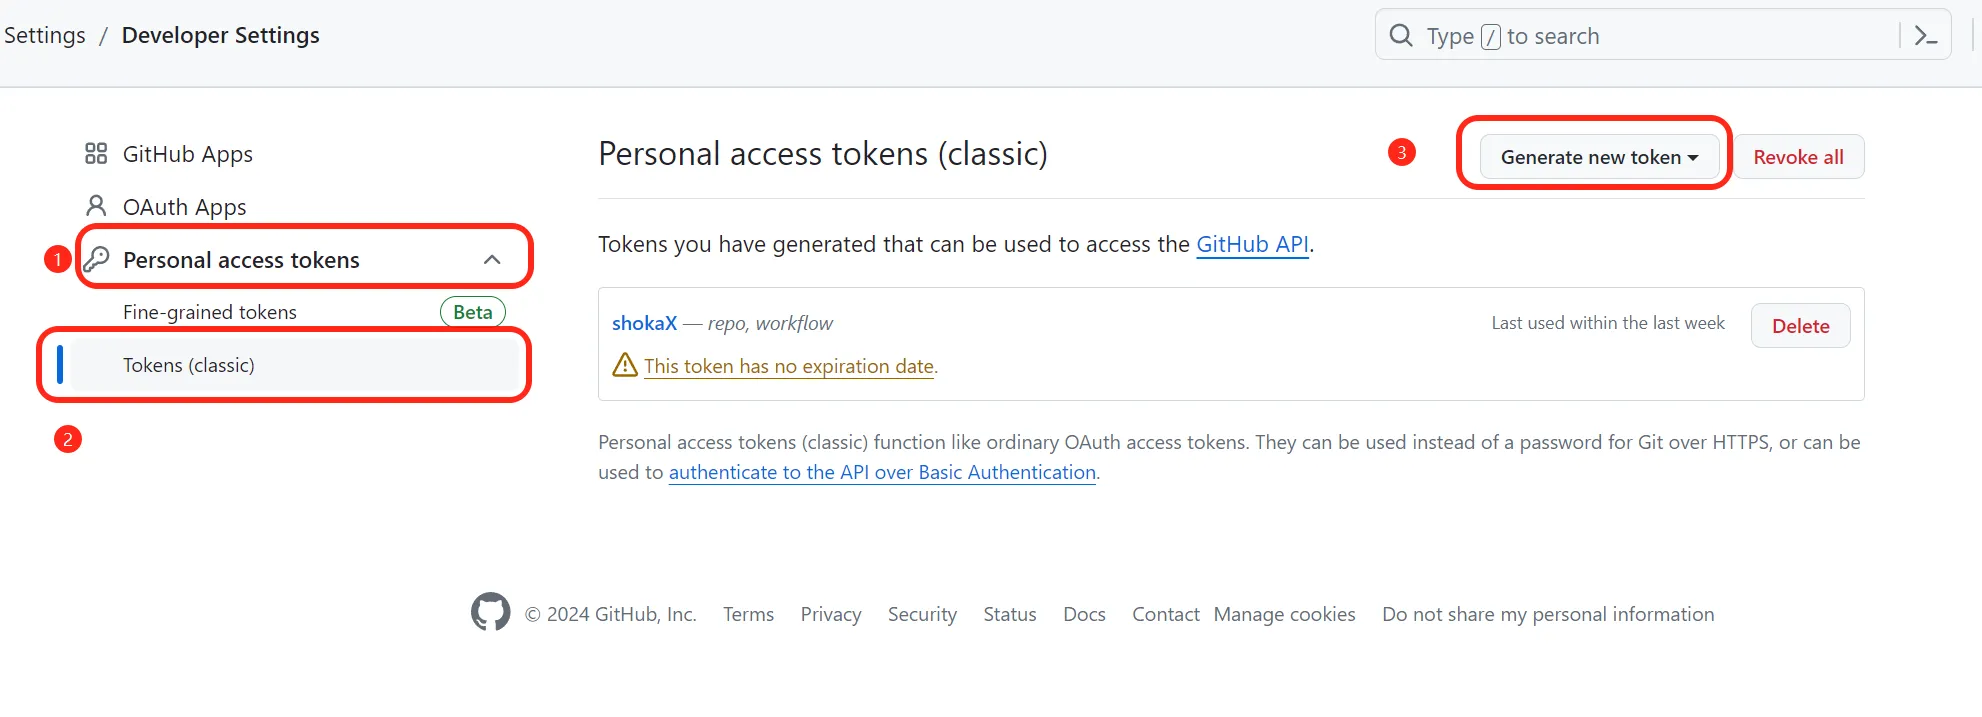 Settings / Developer Settings
Type / to search
GitHub Apps
OAuth Apps
1 Personal access tokens
Fine-grained tokens Beta
Tokens (classic)
2
Personal access tokens (classic)
3 Generate new token Revoke all
Tokens you have generated that can be used to access the GitHub API.
shokaX — repo, workflow Last used within the last week Delete
This token has no expiration date.
Personal access tokens (classic) function like ordinary OAuth access tokens. They can be used instead of a password for Git over HTTPS, or can be
used to authenticate to the API over Basic Authentication.
© 2024 GitHub, Inc. Terms Privacy Security Status Docs Contact Manage cookies Do not share my personal information